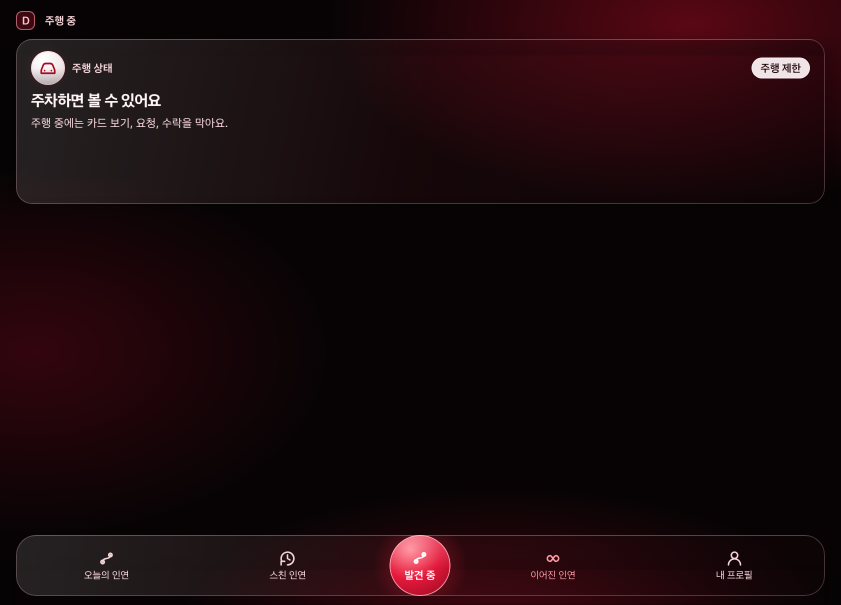 D 주행 중
주행 상태
주행 제한
주차하면 볼 수 있어요
주행 중에는 카드 보기, 요청, 수락을 막아요.
오늘의 인연
스친 인연
발견 중
이어진 인연
내 프로필